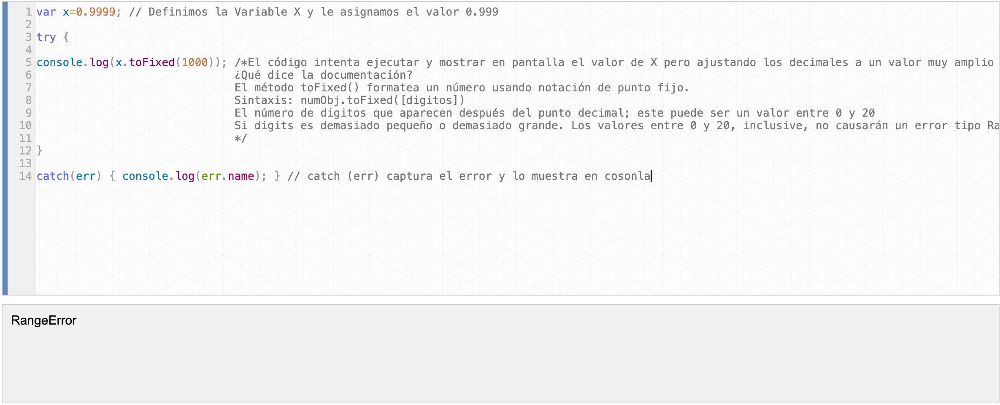 1 var x=0.9999; // Definimos la Variable X y le asignamos el valor 0.999
2
3 try {
4
5 console.log(x.toFixed(1000)); /*El código intenta ejecutar y mostrar en pantalla el valor de X pero ajustando los decimales a un valor muy amplio
6 ¿Qué dice la documentación?
7 El método toFixed() formatea un número usando notación de punto fijo.
8 Sintaxis: numObj.toFixed([digitos])
9 El número de digitos que aparecen después del punto decimal; este puede ser un valor entre 0 y 20
10 Si digits es demasiado pequeño o demasiado grande. Los valores entre 0 y 20, inclusive, no causarán un error tipo Ra
11 */
12 }
13
14 catch(err) { console.log(err.name); } // catch (err) captura el error y lo muestra en cosonla
RangeError